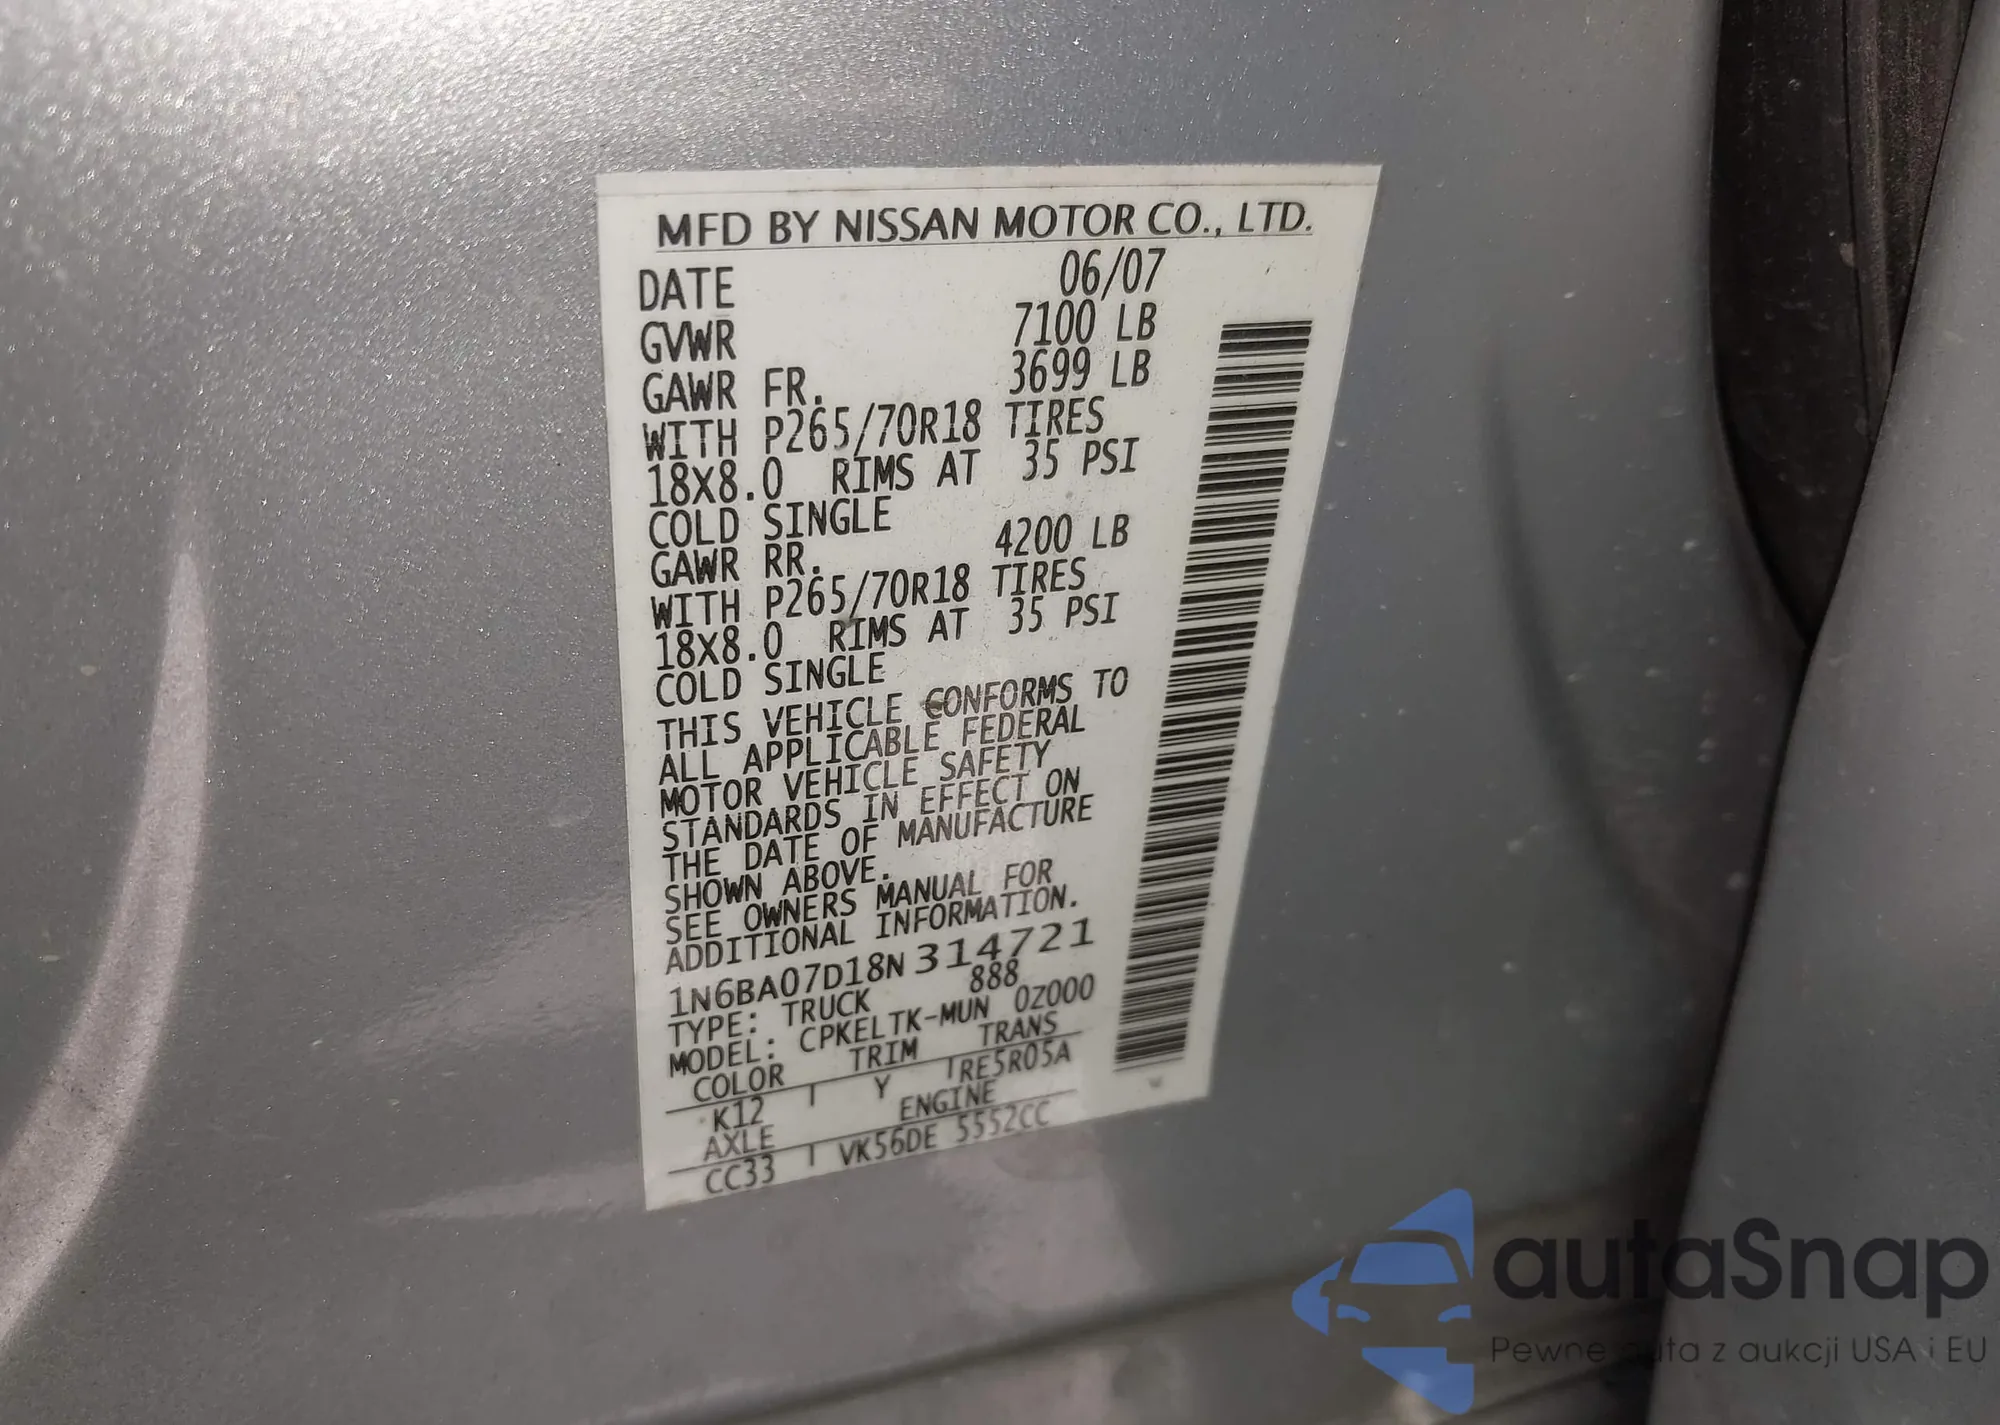 MFD BY NISSAN MOTOR CO., LTD.
DATE 06/07
GVWR 7100 LB
GAWR FR. 3699 LB
WITH P265/70R18 TIRES
18X8.0 RIMS AT 35 PSI
COLD SINGLE
GAWR RR. 4200 LB
WITH P265/70R18 TIRES
18X8.0 RIMS AT 35 PSI
COLD SINGLE
THIS VEHICLE CONFORMS TO
ALL APPLICABLE FEDERAL
MOTOR VEHICLE SAFETY
STANDARDS IN EFFECT ON
THE DATE OF MANUFACTURE
SHOWN ABOVE.
SEE OWNERS MANUAL FOR
ADDITIONAL INFORMATION.
1N6BA07D18N314721
TYPE: TRUCK 888
MODEL: CPKELTK-MUN 0Z000
COLOR TRIM TRANS
K12 Y RE5R05A
AXLE ENGINE
CC33 VK56DE 5552CC
autaSnap
Pewne auta z aukcji USA i EU